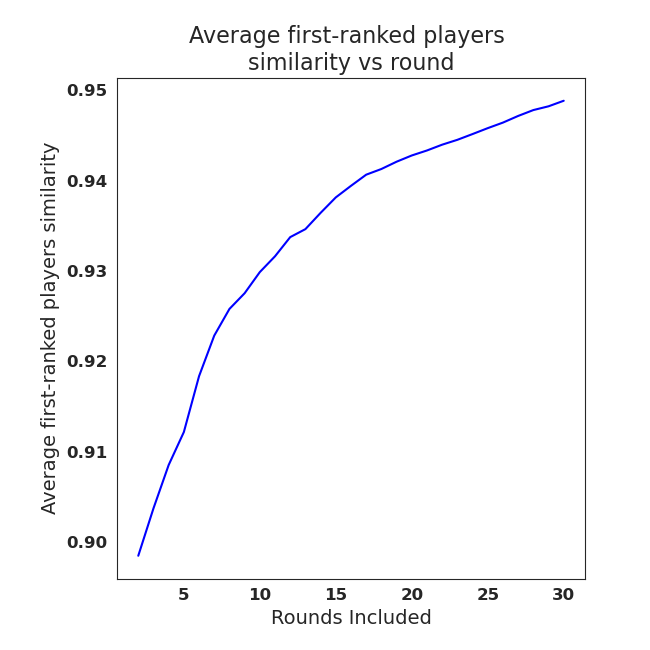 Average first-ranked players
similarity vs round
Average first-ranked players similarity
0.95
0.94
0.93
0.92
0.91
0.90
5 10 15 20 25 30
Rounds Included